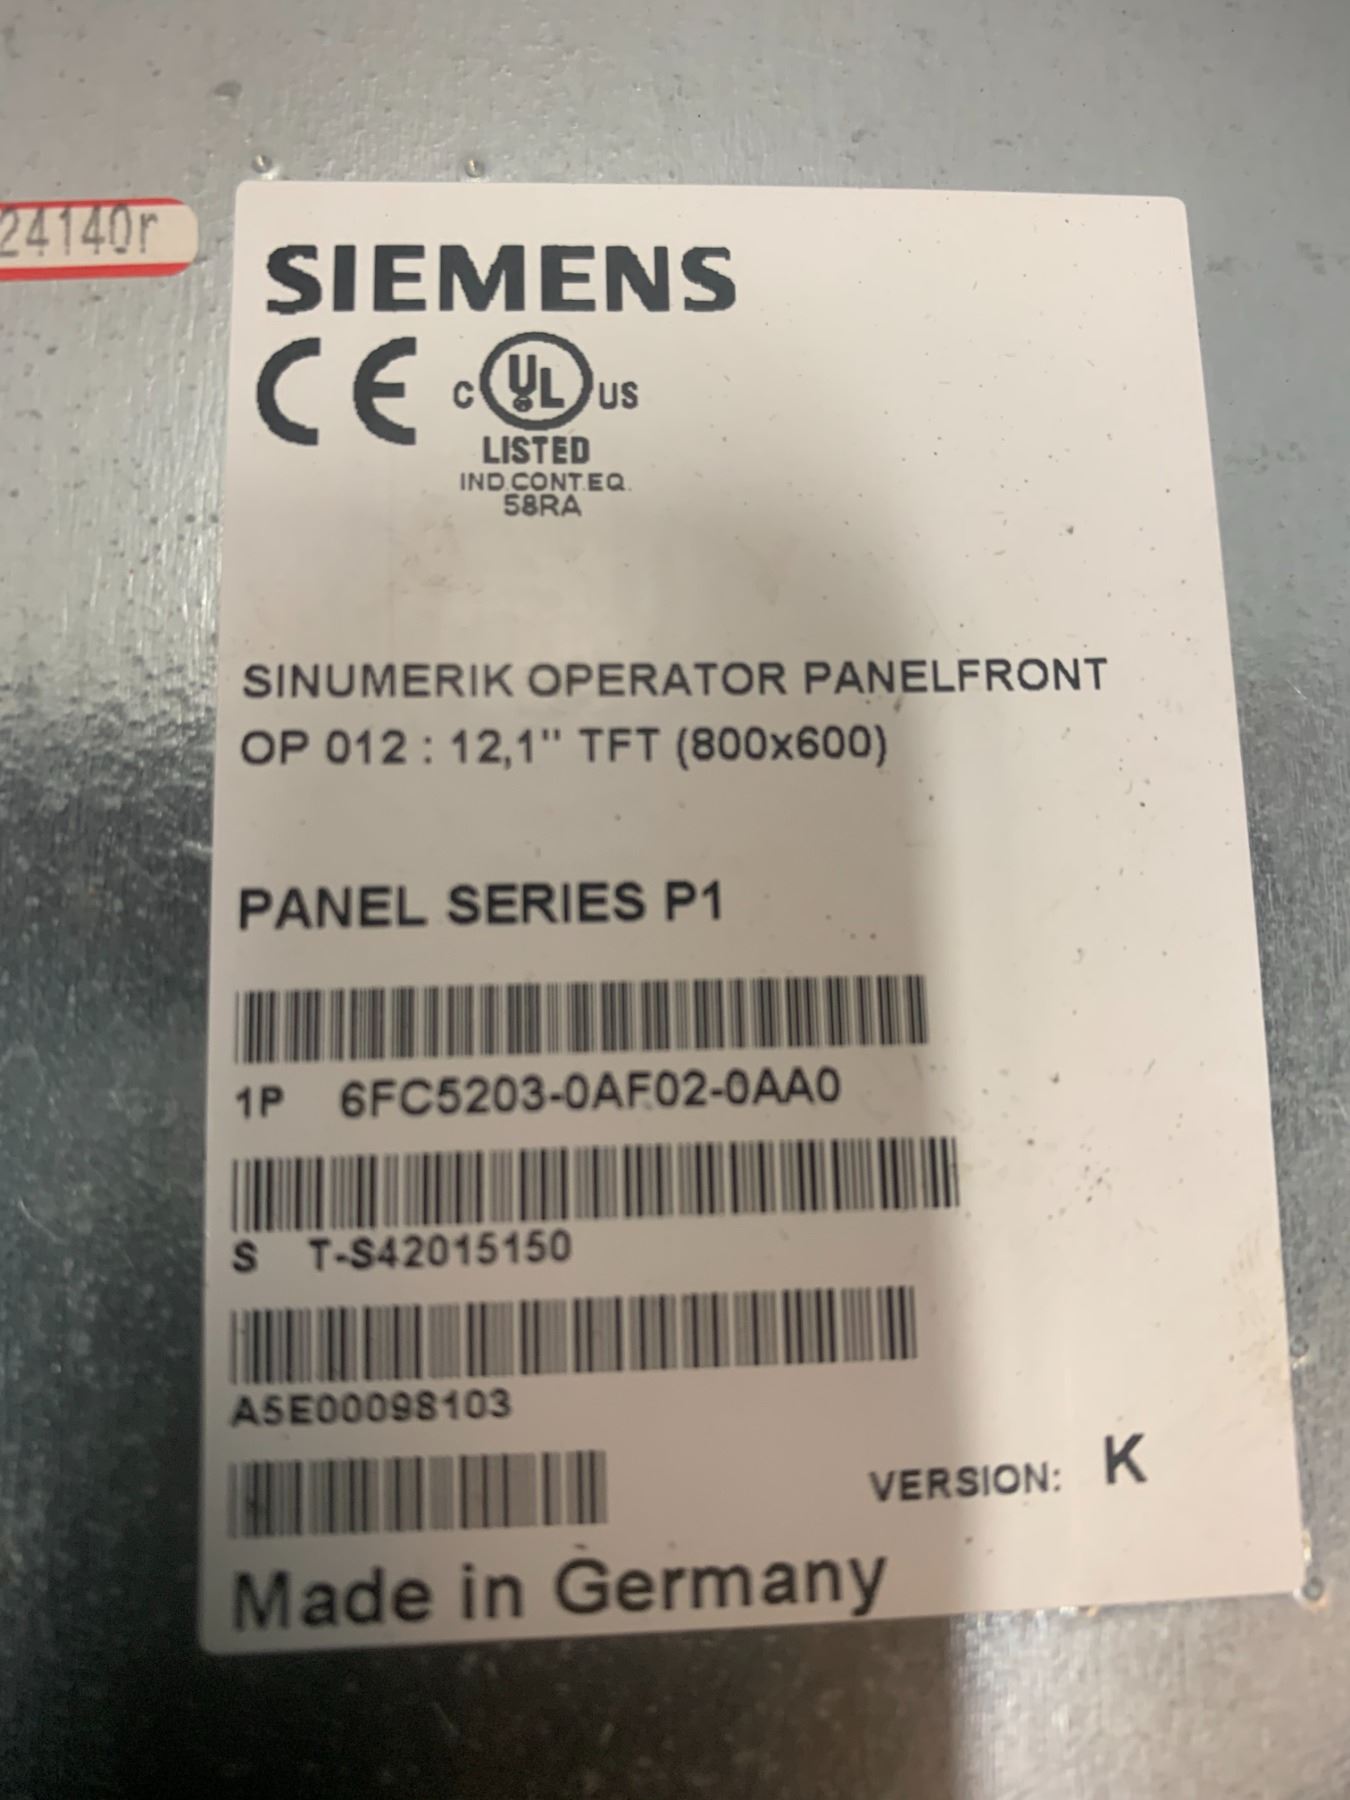 24140r
SIEMENS
CE
C UL US
LISTED
IND.CONT.EQ.
58RA
SINUMERIK OPERATOR PANELFRONT
OP 012 : 12,1" TFT (800x600)
PANEL SERIES P1
1P 6FC5203-0AF02-0AA0
S T-S42015150
A5E00098103
VERSION: K
Made in Germany